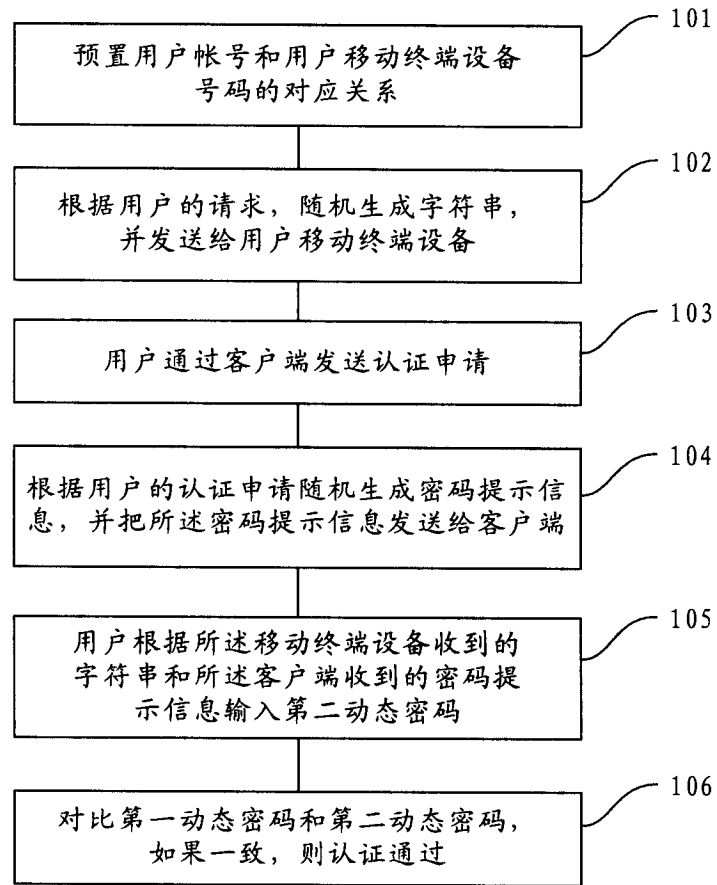 101
预置用户帐号和用户移动终端设备
号码的对应关系
102
根据用户的请求，随机生成字符串，
并发送给用户移动终端设备
103
用户通过客户端发送认证申请
104
根据用户的认证申请随机生成密码提示信
息，并把所述密码提示信息发送给客户端
105
用户根据所述移动终端设备收到的
字符串和所述客户端收到的密码提
示信息输入第二动态密码
106
对比第一动态密码和第二动态密码，
如果一致，则认证通过